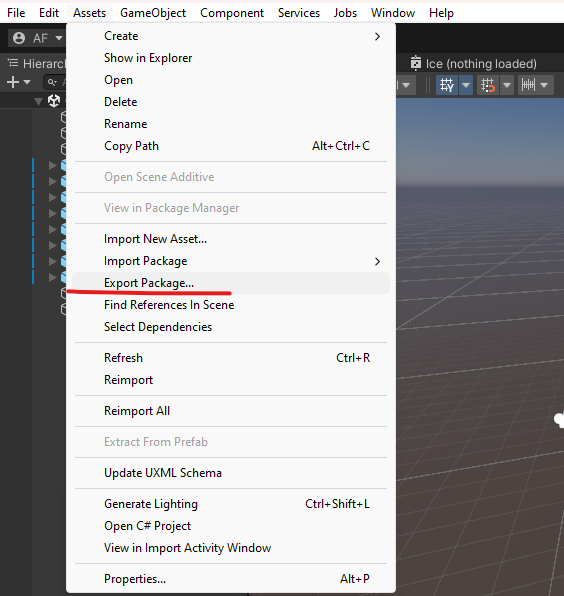 File Edit Assets GameObject Component Services Jobs Window Help
AF
Hierarch
Ice (nothing loaded)
Create
Show in Explorer
Open
Delete
Rename
Copy Path Alt+Ctrl+C
Open Scene Additive
View in Package Manager
Import New Asset...
Import Package
Export Package...
Find References In Scene
Select Dependencies
Refresh Ctrl+R
Reimport
Reimport All
Extract From Prefab
Update UXML Schema
Generate Lighting Ctrl+Shift+L
Open C# Project
View in Import Activity Window
Properties... Alt+P